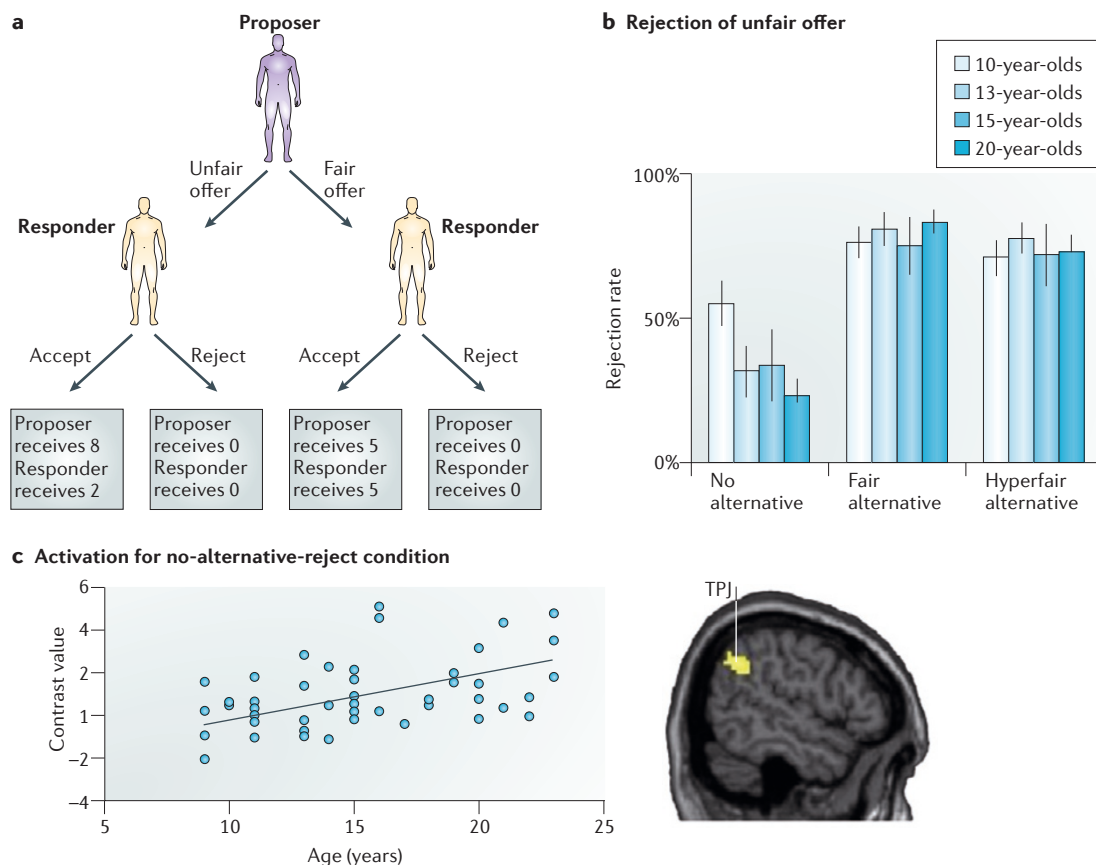 a
Proposer
Unfair
offer
Fair
offer
Responder
Responder
Accept
Reject
Accept
Reject
Proposer
receives 8
Responder
receives 2
Proposer
receives 0
Responder
receives 0
Proposer
receives 5
Responder
receives 5
Proposer
receives 0
Responder
receives 0
b Rejection of unfair offer
10-year-olds
13-year-olds
15-year-olds
20-year-olds
100%
50%
0%
Rejection rate
No
alternative
Fair
alternative
Hyperfair
alternative
c Activation for no-alternative-reject condition
6
4
2
1
–2
–4
Contrast value
5
10
15
20
25
Age (years)
TPJ